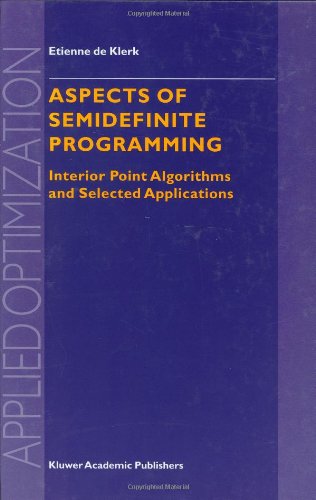 Etienne de Klerk
ASPECTS OF
SEMIDEFINITE
PROGRAMMING
Interior Point Algorithms
and Selected Applications
APPLIED OPTIMIZATION
Kluwer Academic Publishers